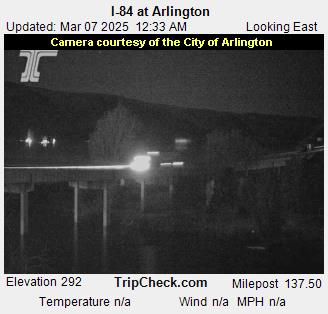 I-84 at Arlington
Updated: Mar 07 2025 12:33 AM Looking East
Camera courtesy of the City of Arlington
Elevation 292 TripCheck.com Milepost 137.50
Temperature n/a Wind n/a MPH n/a